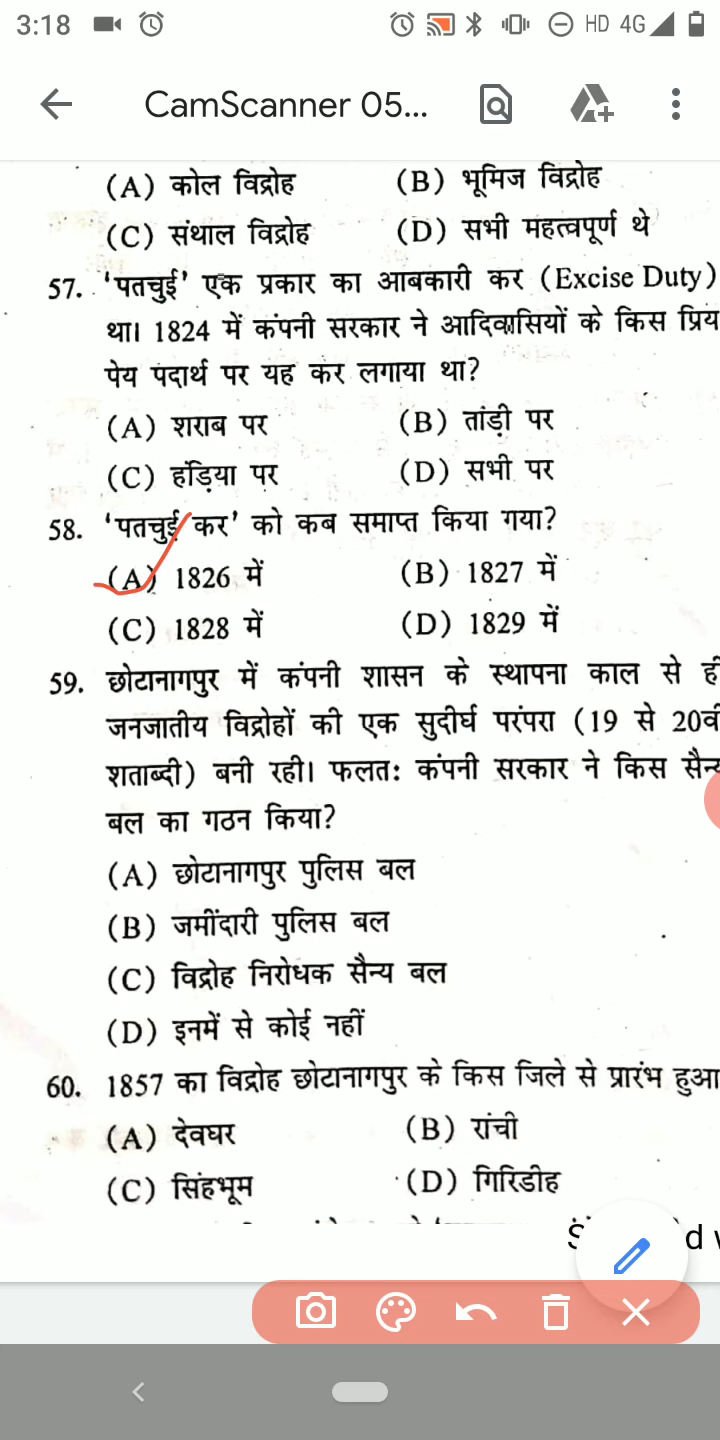 3:18 HD 4G
CamScanner 05...
(A) कोल विद्रोह (B) भूमिज विद्रोह
(C) संथाल विद्रोह (D) सभी महत्वपूर्ण थे
57. 'पतचुई' एक प्रकार का आबकारी कर (Excise Duty)
था। 1824 में कंपनी सरकार ने आदिवासियों के किस प्रिय
पेय पदार्थ पर यह कर लगाया था?
(A) शराब पर (B) तांड़ी पर
(C) हंड़िया पर (D) सभी पर
58. 'पतचुई कर' को कब समाप्त किया गया?
(A) 1826 में (B) 1827 में
(C) 1828 में (D) 1829 में
59. छोटानागपुर में कंपनी शासन के स्थापना काल से ही
जनजातीय विद्रोहों की एक सुदीर्घ परंपरा (19 से 20वीं
शताब्दी) बनी रही। फलतः कंपनी सरकार ने किस सैन्य
बल का गठन किया?
(A) छोटानागपुर पुलिस बल
(B) जमींदारी पुलिस बल
(C) विद्रोह निरोधक सैन्य बल
(D) इनमें से कोई नहीं
60. 1857 का विद्रोह छोटानागपुर के किस जिले से प्रारंभ हुआ
(A) देवघर (B) रांची
(C) सिंहभूम (D) गिरिडीह